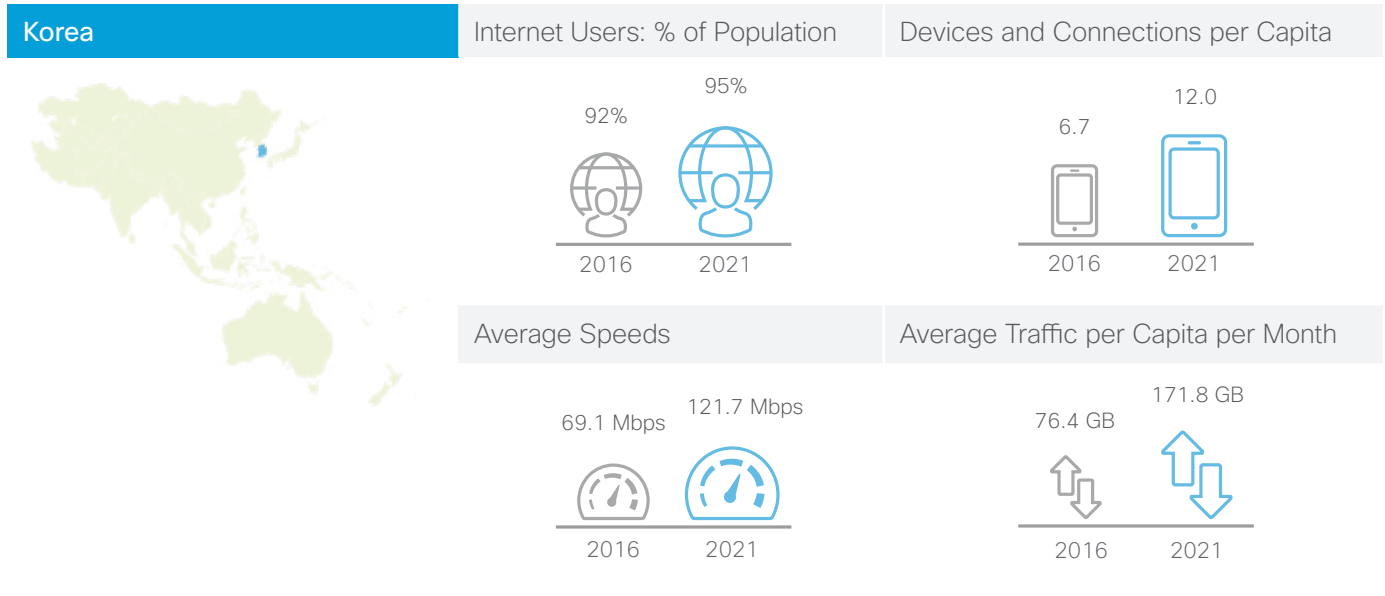 Korea
Internet Users: % of Population
Devices and Connections per Capita
92%
95%
2016
2021
6.7
12.0
2016
2021
Average Speeds
Average Traffic per Capita per Month
69.1 Mbps
121.7 Mbps
2016
2021
76.4 GB
171.8 GB
2016
2021